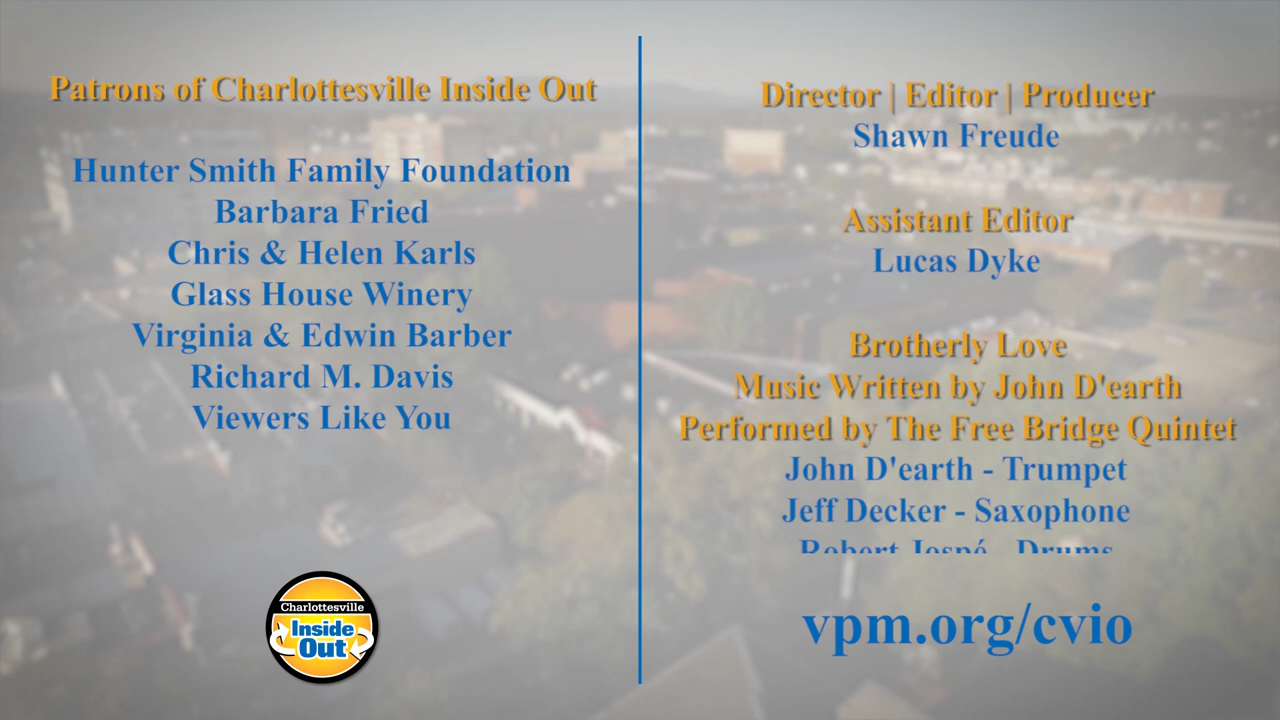 Patrons of Charlottesville Inside Out
Hunter Smith Family Foundation
Barbara Fried
Chris & Helen Karls
Glass House Winery
Virginia & Edwin Barber
Richard M. Davis
Viewers Like You
Charlottesville
Inside
Out
Director | Editor | Producer
Shawn Freude
Assistant Editor
Lucas Dyke
Brotherly Love
Music Written by John D'earth
Performed by The Free Bridge Quintet
John D'earth - Trumpet
Jeff Decker - Saxophone
Robert Jospé - Drums
vpm.org/cvio